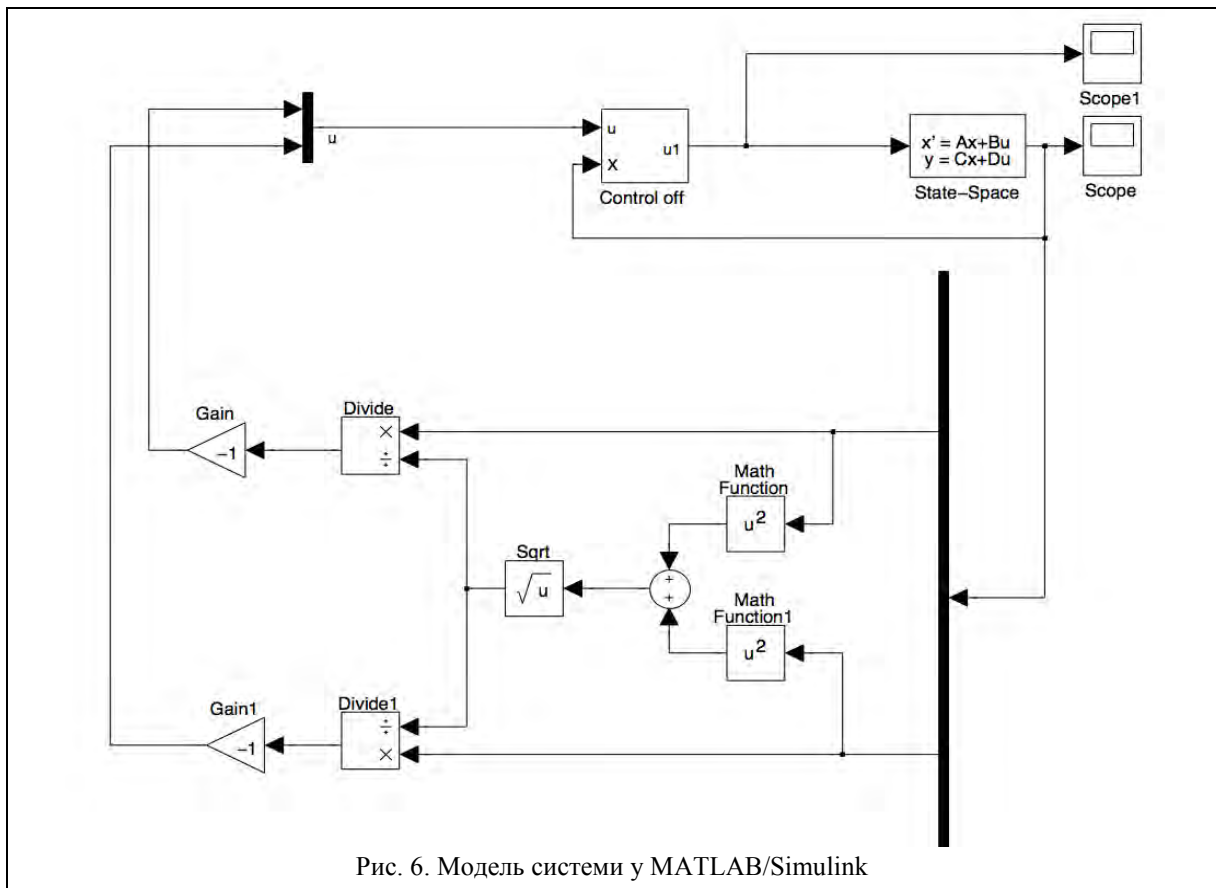 Scope1
u
u
X
u1
Control off
x' = Ax+Bu
y = Cx+Du
State-Space
Scope
Gain
-1
Divide
×
÷
Math
Function
u²
Sqrt
√u
+
+
Math
Function1
u²
Gain1
-1
Divide1
÷
×
Рис. 6. Модель системи у MATLAB/Simulink